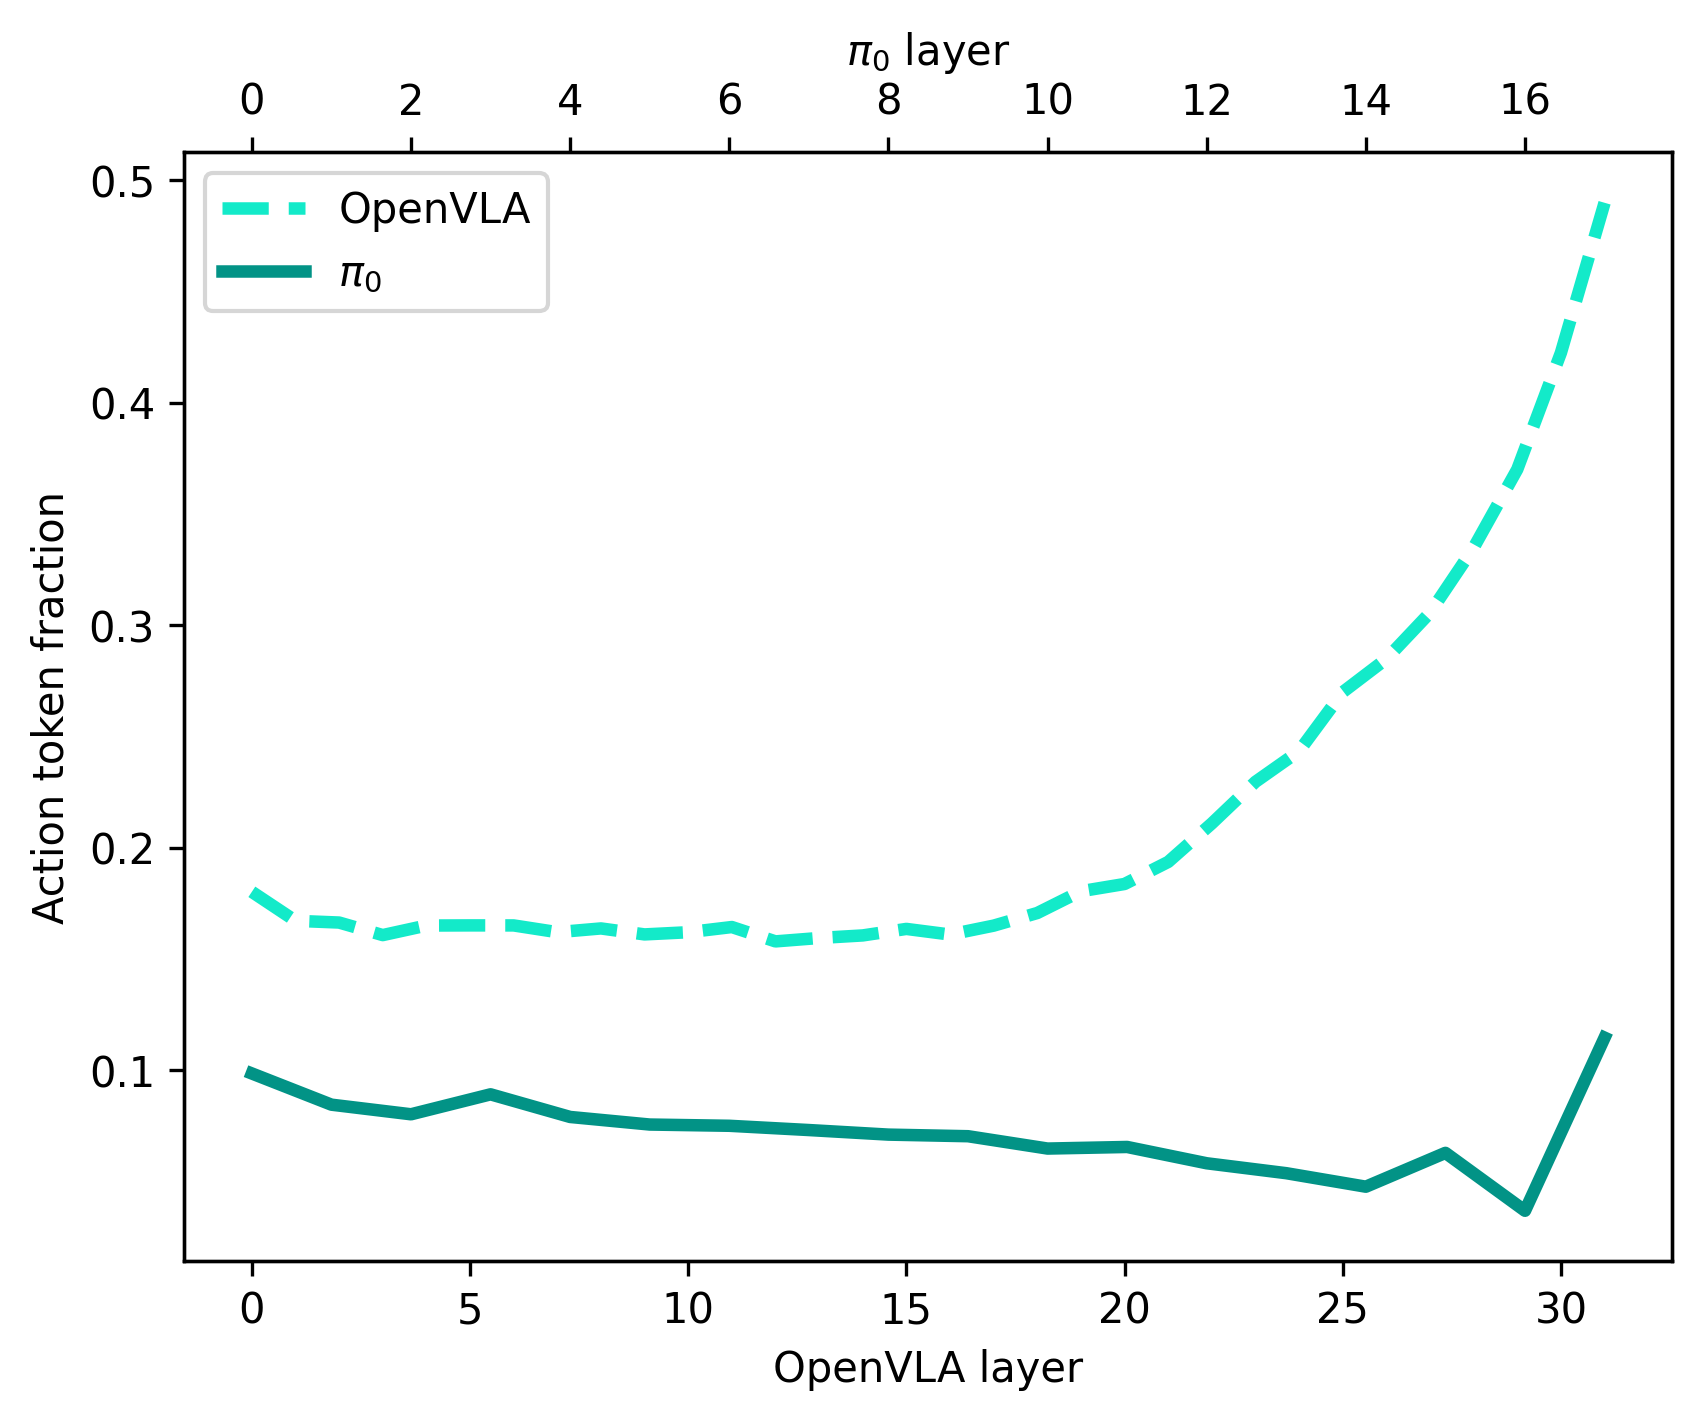 π₀ layer
0 2 4 6 8 10 12 14 16
0.5
0.4
0.3
0.2
0.1
Action token fraction
OpenVLA
π₀
0 5 10 15 20 25 30
OpenVLA layer